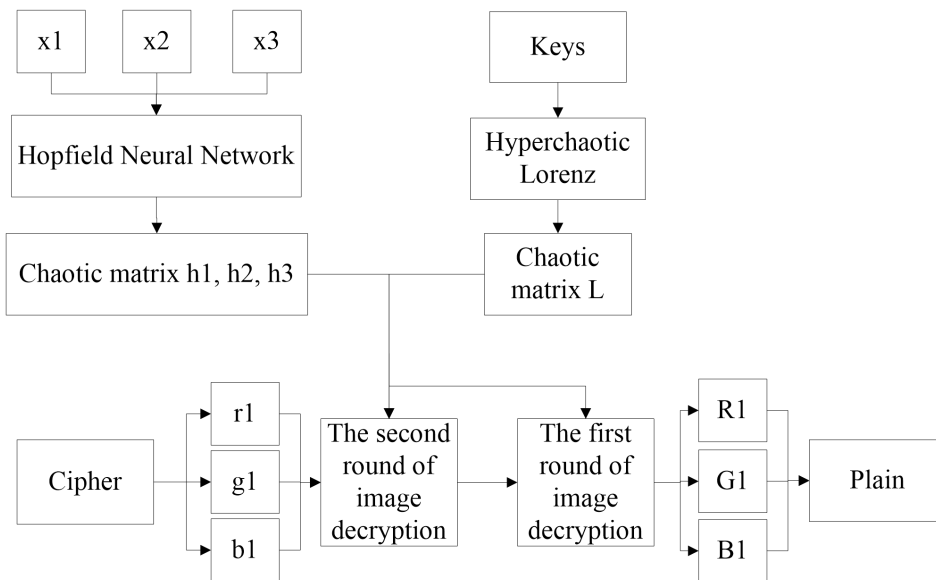 x1
x2
x3
Keys
Hopfield Neural Network
Hyperchaotic
Lorenz
Chaotic matrix h1, h2, h3
Chaotic
matrix L
Cipher
r1
g1
b1
The second
round of
image
decryption
The first
round of
image
decryption
R1
G1
B1
Plain